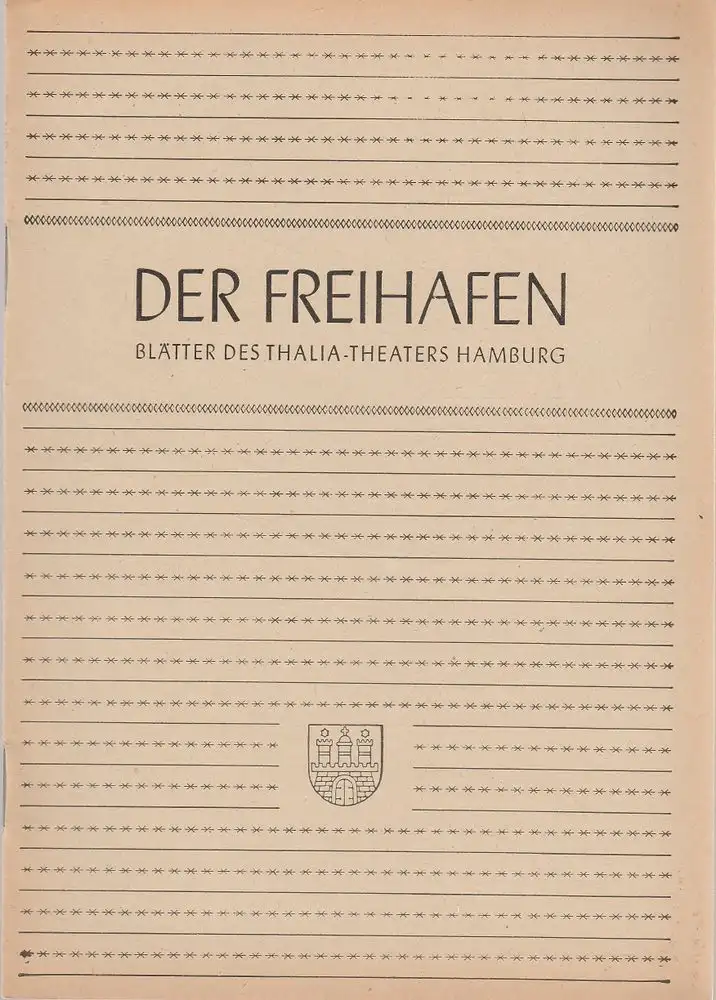 DER FREIHAFEN
BLÄTTER DES THALIA-THEATERS HAMBURG